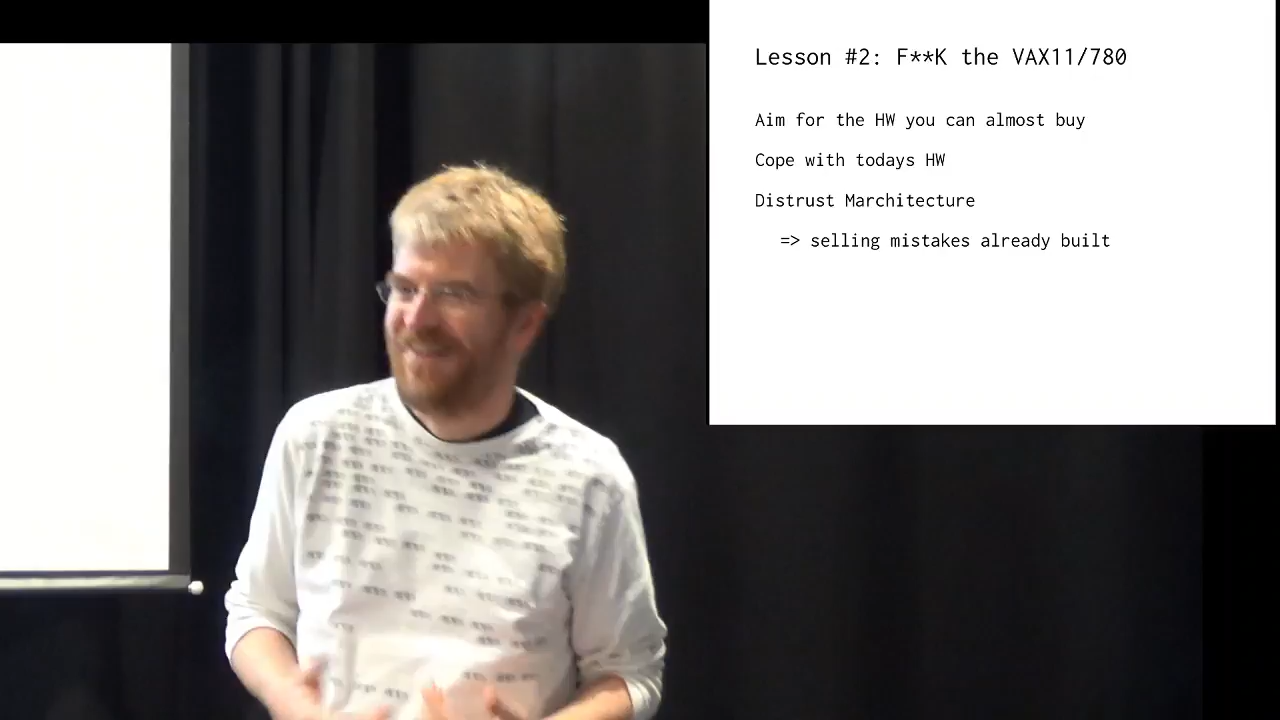 Lesson #2: F**K the VAX11/780
Aim for the HW you can almost buy
Cope with todays HW
Distrust Marchitecture
=> selling mistakes already built